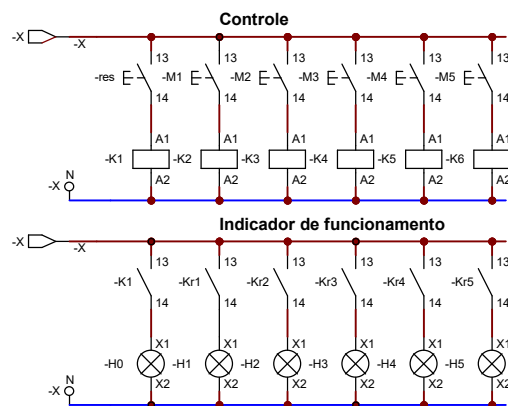 Controle
-X
-X
13 13 13 13 13 13
-res -M1 -M2 -M3 -M4 -M5
14 14 14 14 14 14
A1 A1 A1 A1 A1 A1
-K1 -K2 -K3 -K4 -K5 -K6
A2 A2 A2 A2 A2 A2
N
-X
Indicador de funcionamento
-X
-X
13 13 13 13 13 13
-K1 -Kr1 -Kr2 -Kr3 -Kr4 -Kr5
14 14 14 14 14 14
X1 X1 X1 X1 X1 X1
-H0 -H1 -H2 -H3 -H4 -H5
X2 X2 X2 X2 X2 X2
N
-X